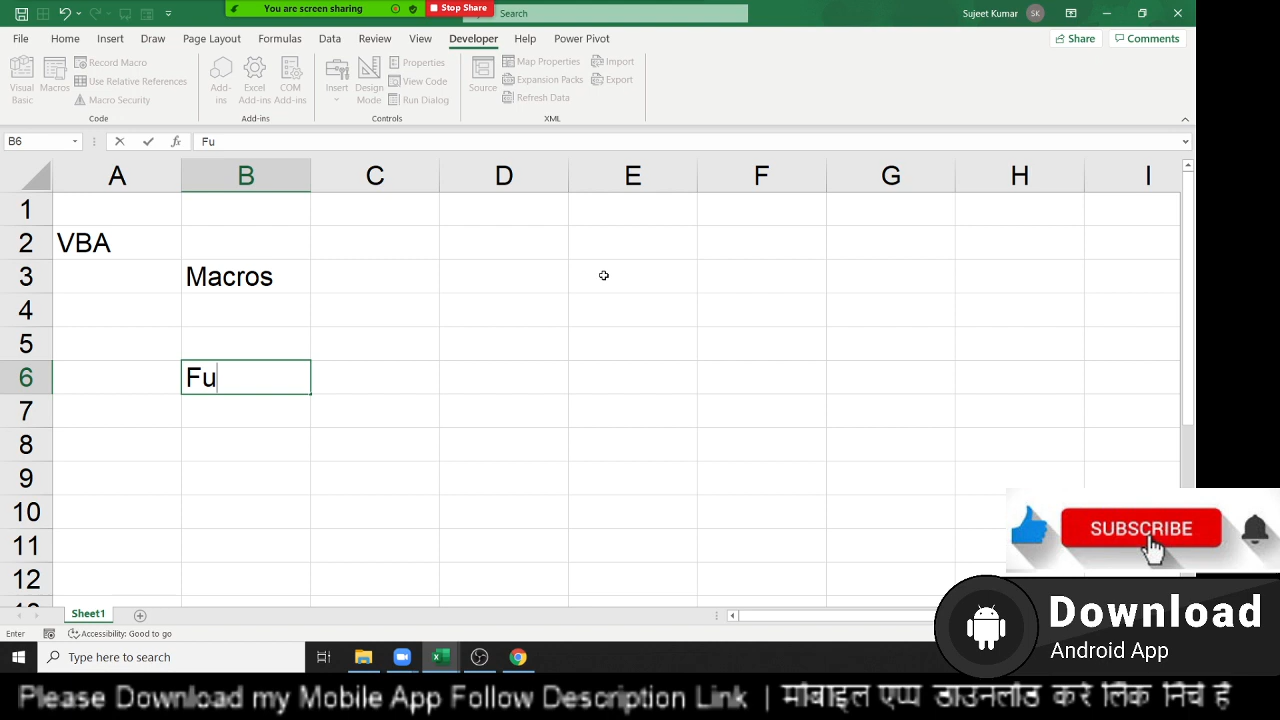 You are screen sharing
Stop Share
Search
Sujeet Kumar
SK
File Home Insert Draw Page Layout Formulas Data Review View Developer Help Power Pivot
Share
Comments
Visual Basic
Macros
Record Macro
Use Relative References
Macro Security
Code
Add-ins
Excel Add-ins
COM Add-ins
Add-ins
Insert
Design Mode
Properties
View Code
Run Dialog
Controls
Source
Map Properties
Expansion Packs
Refresh Data
Import
Export
XML
B6
fx
Fu
A B C D E F G H I
1
2 VBA
3 Macros
4
5
6 Fu
7
8
9
10
11
12
SUBSCRIBE
Sheet1
Enter
Accessibility: Good to go
Download
Android App
Type here to search
Please Download my Mobile App Follow Description Link | मोबाइल एप्प डाउनलोड करे लिंक निचे है